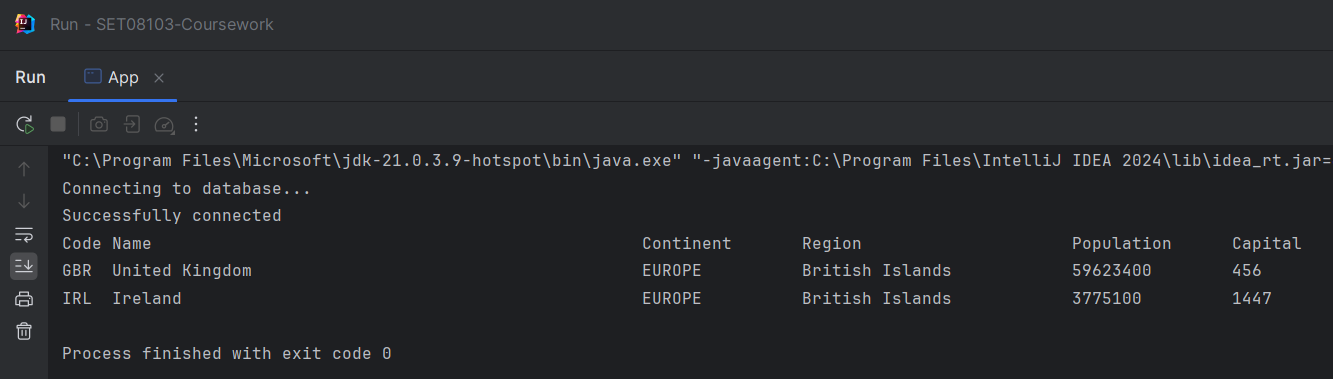 Run - SET08103-Coursework
Run App
"C:\Program Files\Microsoft\jdk-21.0.3.9-hotspot\bin\java.exe" "-javaagent:C:\Program Files\IntelliJ IDEA 2024\lib\idea_rt.jar=
Connecting to database...
Successfully connected
Code Name Continent Region Population Capital
GBR United Kingdom EUROPE British Islands 59623400 456
IRL Ireland EUROPE British Islands 3775100 1447
Process finished with exit code 0